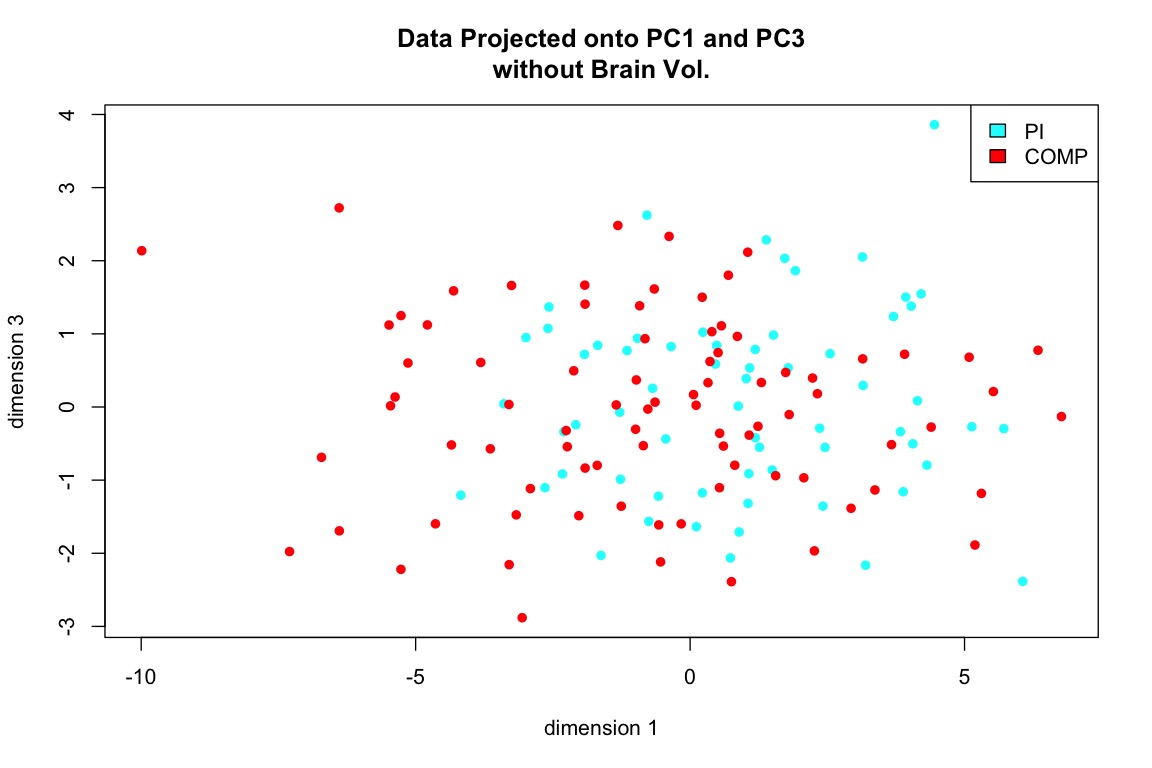 Data Projected onto PC1 and PC3
without Brain Vol.
PI
COMP
dimension 3
4
3
2
1
0
-1
-2
-3
-10 -5 0 5
dimension 1